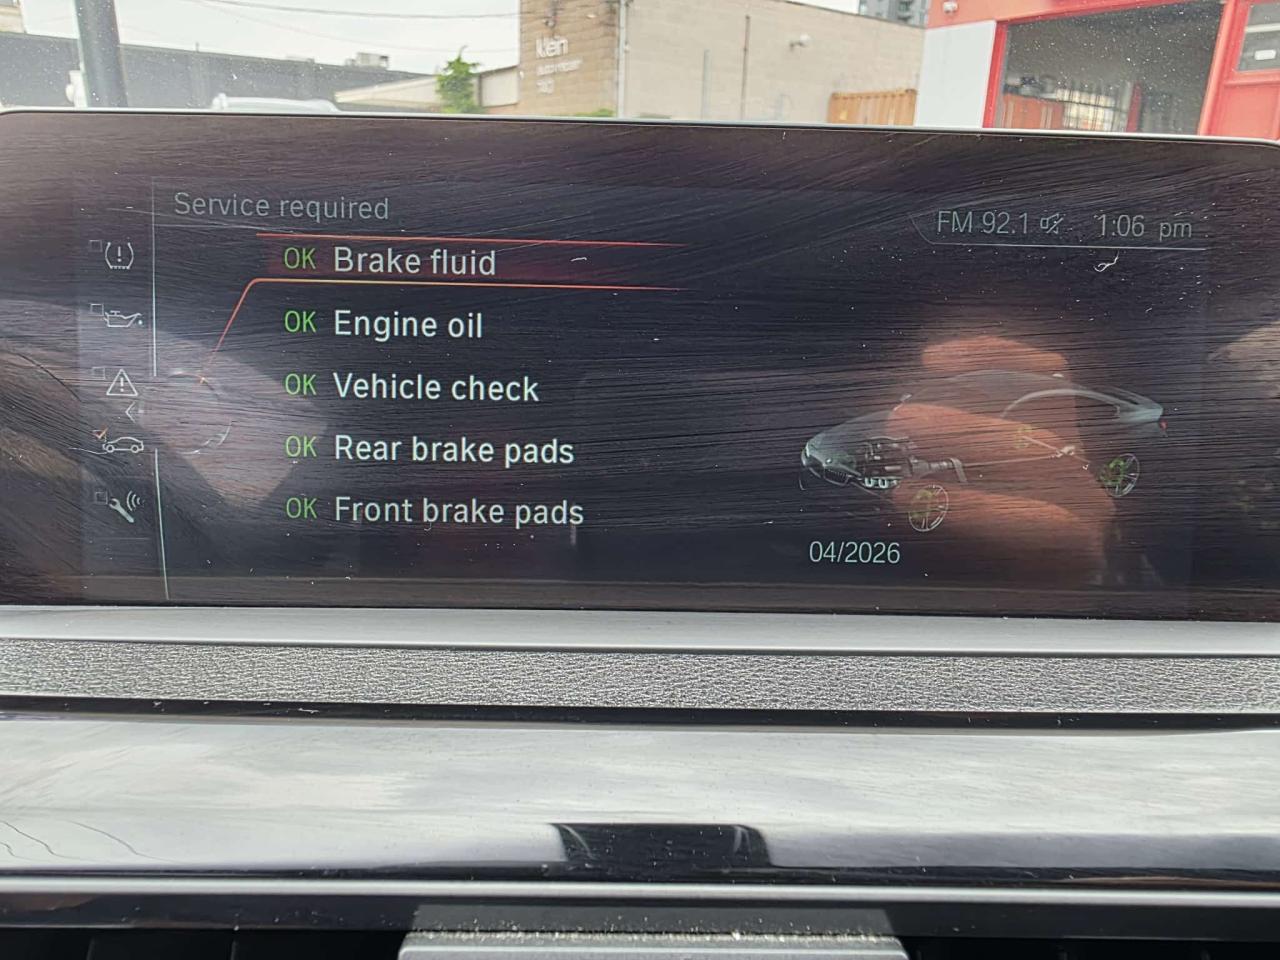 klein
Service required
FM 92.1 1:06 pm
OK Brake fluid
OK Engine oil
OK Vehicle check
OK Rear brake pads
OK Front brake pads
04/2026